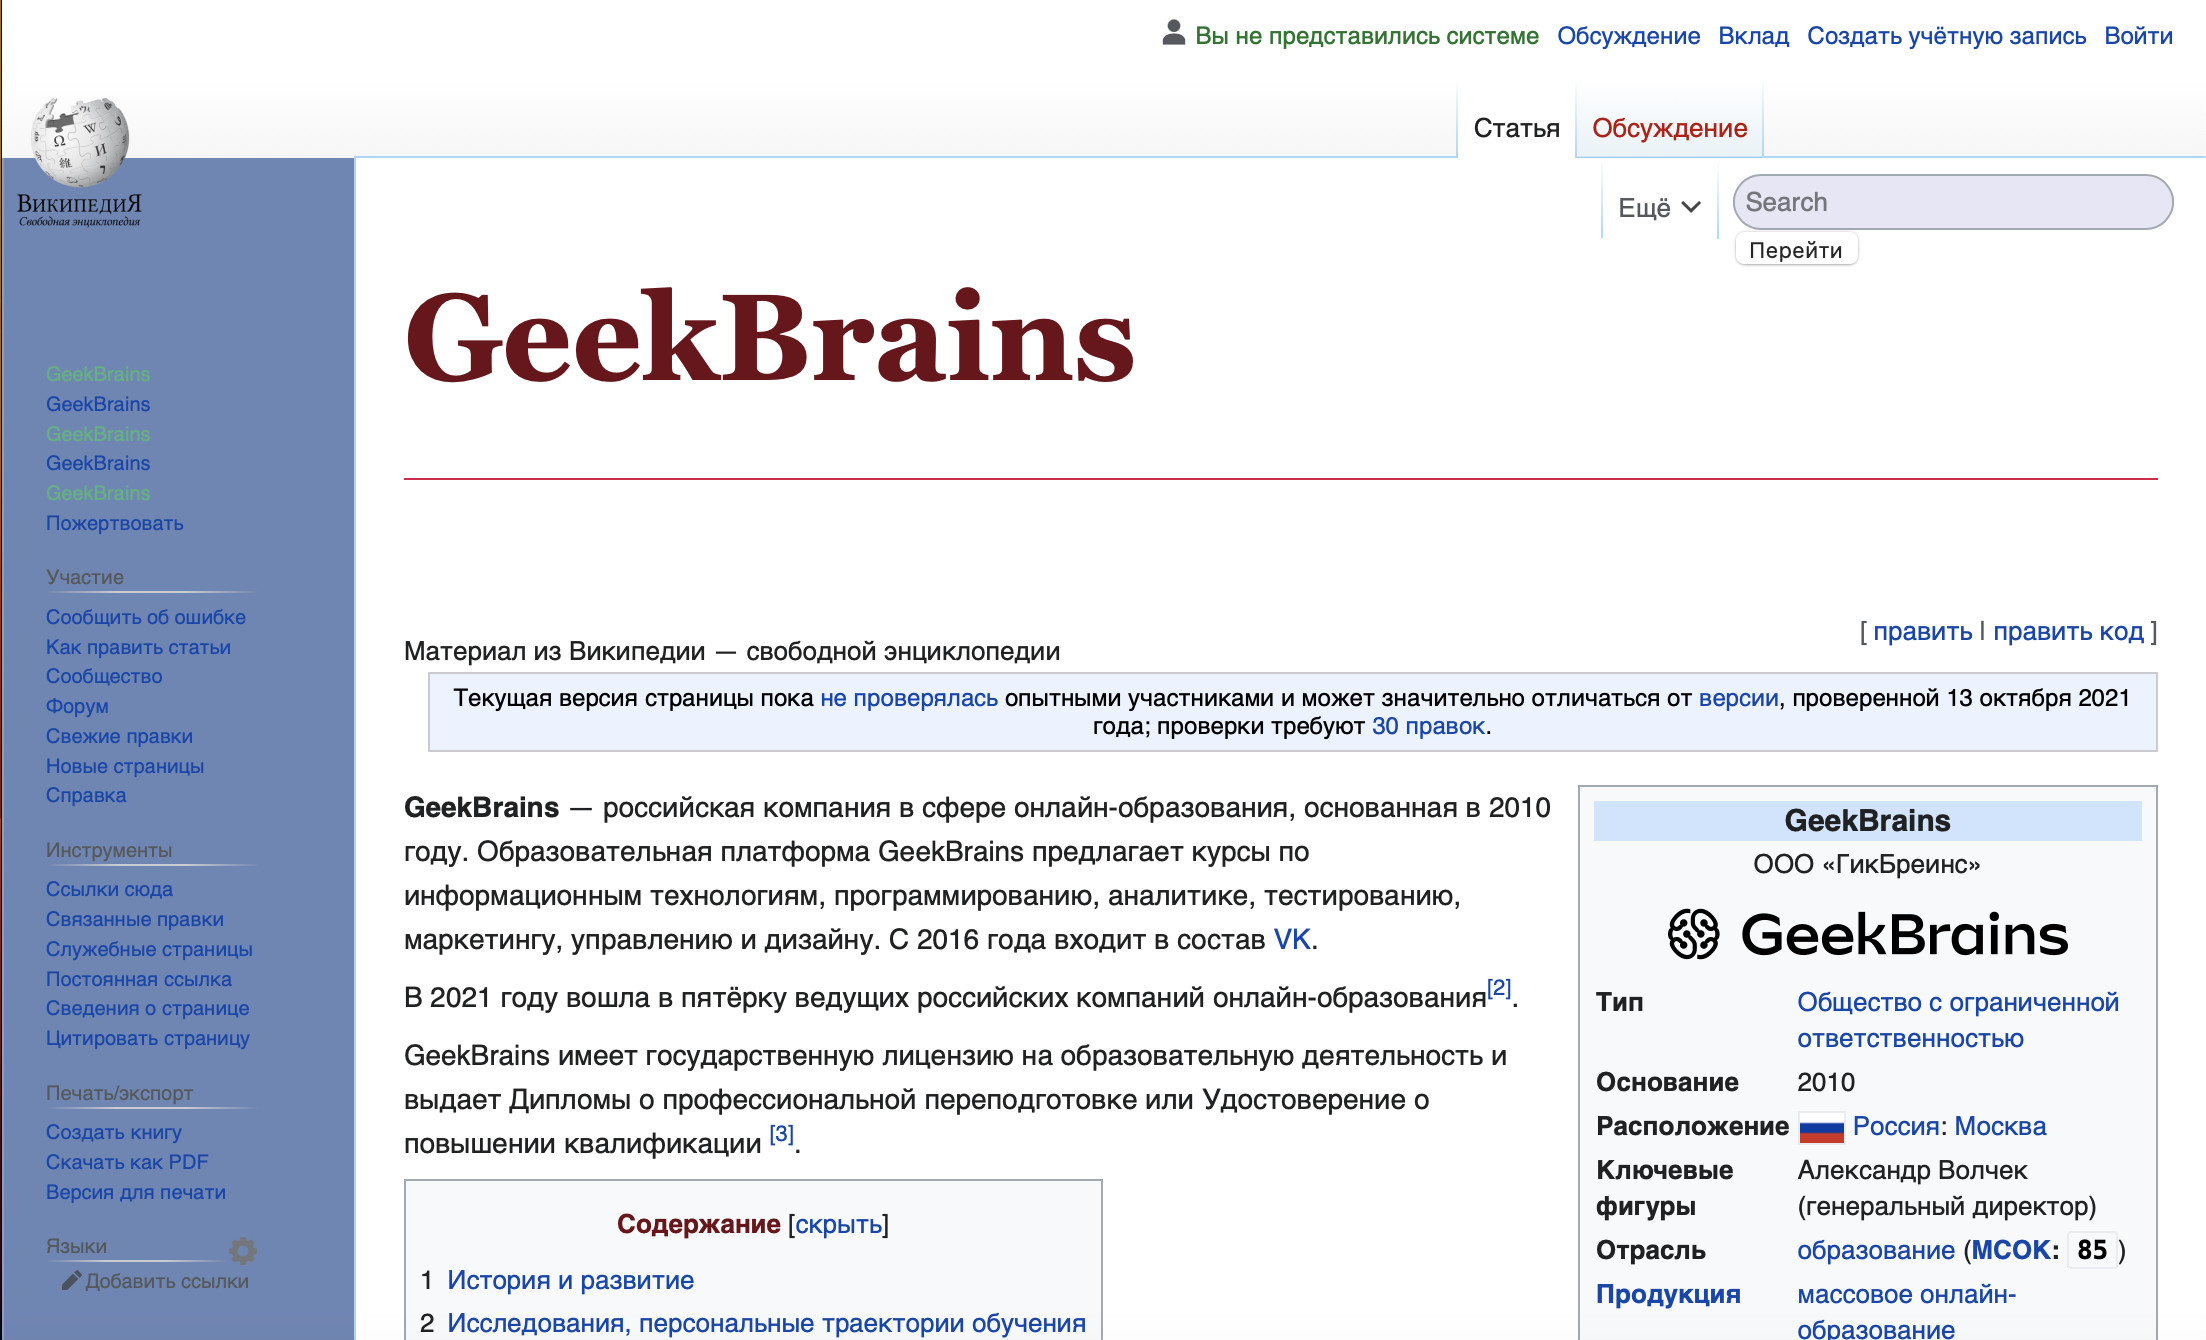 Вы не представились системе Обсуждение Вклад Создать учётную запись Войти
Статья Обсуждение
ВикипедиЯ
Свободная энциклопедия
Ещё Search
Перейти
GeekBrains
GeekBrains
GeekBrains
GeekBrains
GeekBrains
GeekBrains
Пожертвовать
Участие
Сообщить об ошибке
Как править статьи
Сообщество
Форум
Свежие правки
Новые страницы
Справка
Инструменты
Ссылки сюда
Связанные правки
Служебные страницы
Постоянная ссылка
Сведения о странице
Цитировать страницу
Печать/экспорт
Создать книгу
Скачать как PDF
Версия для печати
Языки
Добавить ссылки
[ править | править код ]
Материал из Википедии — свободной энциклопедии
Текущая версия страницы пока не проверялась опытными участниками и может значительно отличаться от версии, проверенной 13 октября 2021
года; проверки требуют 30 правок.
GeekBrains — российская компания в сфере онлайн-образования, основанная в 2010
году. Образовательная платформа GeekBrains предлагает курсы по
информационным технологиям, программированию, аналитике, тестированию,
маркетингу, управлению и дизайну. С 2016 года входит в состав VK.
В 2021 году вошла в пятёрку ведущих российских компаний онлайн-образования[2].
GeekBrains имеет государственную лицензию на образовательную деятельность и
выдает Дипломы о профессиональной переподготовке или Удостоверение о
повышении квалификации [3].
Содержание [скрыть]
1 История и развитие
2 Исследования, персональные траектории обучения
GeekBrains
ООО «ГикБреинс»
GeekBrains
Тип Общество с ограниченной
ответственностью
Основание 2010
Расположение Россия: Москва
Ключевые Александр Волчек
фигуры (генеральный директор)
Отрасль образование (МСОК: 85 )
Продукция массовое онлайн-
образование
W
Ω
И
維